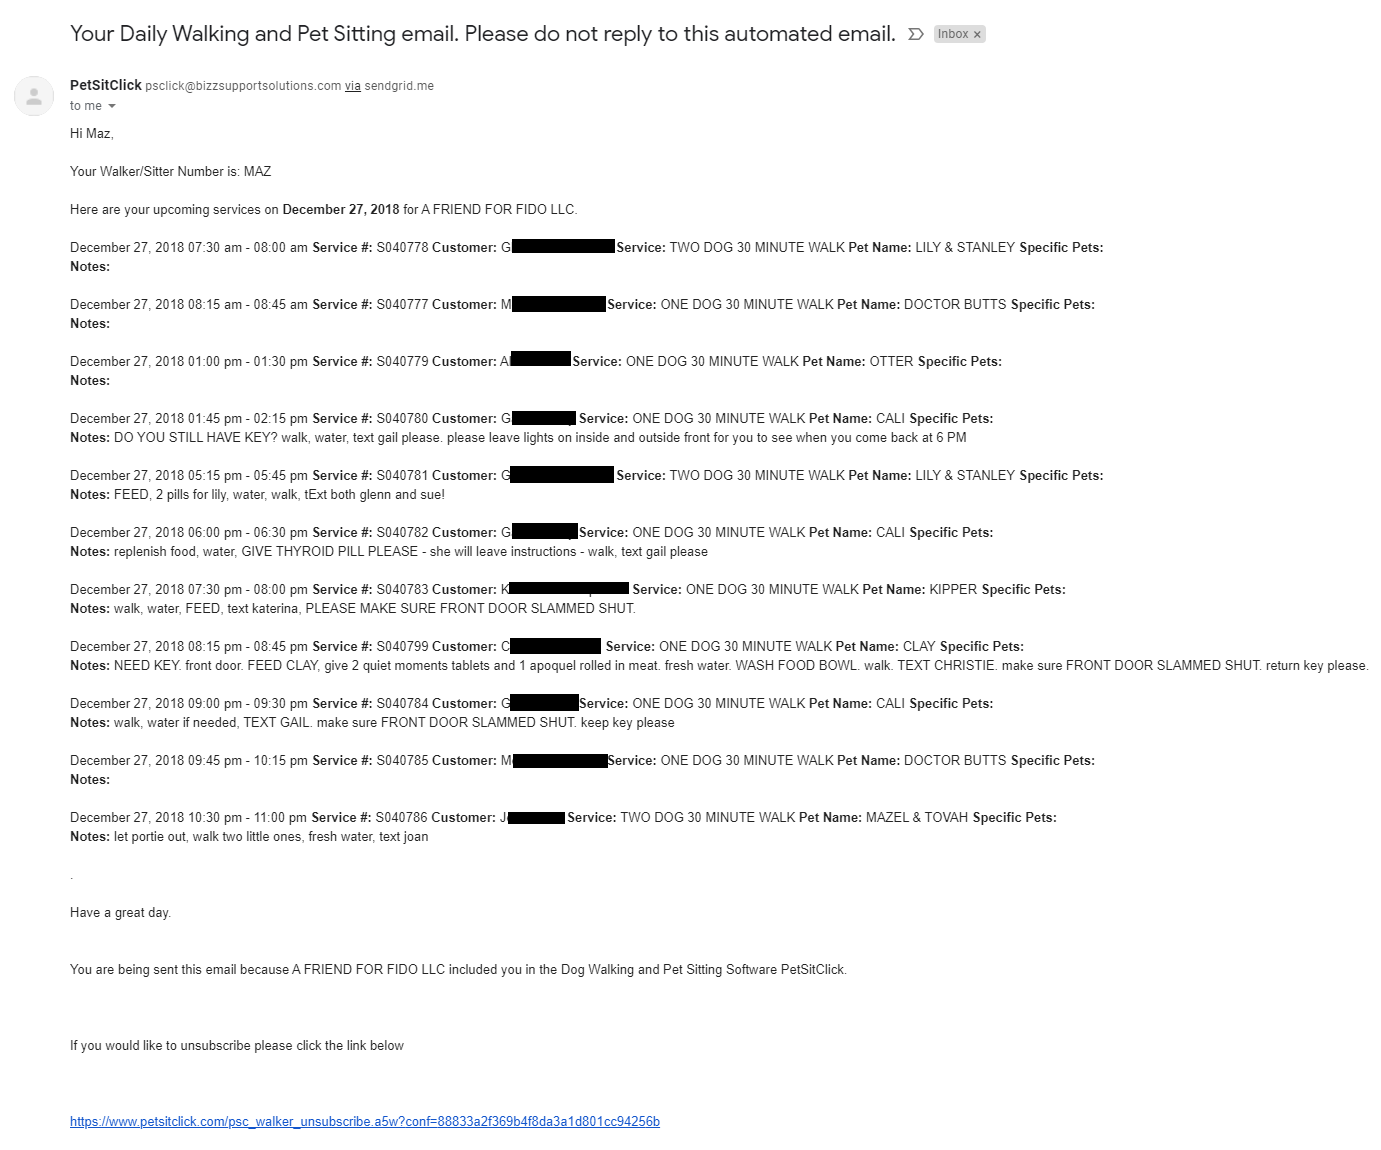 Your Daily Walking and Pet Sitting email. Please do not reply to this automated email. Inbox x
PetSitClick psclick@bizzsupportsolutions.com via sendgrid.me
to me
Hi Maz,
Your Walker/Sitter Number is: MAZ
Here are your upcoming services on December 27, 2018 for A FRIEND FOR FIDO LLC.
December 27, 2018 07:30 am - 08:00 am Service #: S040778 Customer: G Service: TWO DOG 30 MINUTE WALK Pet Name: LILY & STANLEY Specific Pets:
Notes:
December 27, 2018 08:15 am - 08:45 am Service #: S040777 Customer: M Service: ONE DOG 30 MINUTE WALK Pet Name: DOCTOR BUTTS Specific Pets:
Notes:
December 27, 2018 01:00 pm - 01:30 pm Service #: S040779 Customer: A Service: ONE DOG 30 MINUTE WALK Pet Name: OTTER Specific Pets:
Notes:
December 27, 2018 01:45 pm - 02:15 pm Service #: S040780 Customer: G Service: ONE DOG 30 MINUTE WALK Pet Name: CALI Specific Pets:
Notes: DO YOU STILL HAVE KEY? walk, water, text gail please. please leave lights on inside and outside front for you to see when you come back at 6 PM
December 27, 2018 05:15 pm - 05:45 pm Service #: S040781 Customer: G Service: TWO DOG 30 MINUTE WALK Pet Name: LILY & STANLEY Specific Pets:
Notes: FEED, 2 pills for lily, water, walk, tExt both glenn and sue!
December 27, 2018 06:00 pm - 06:30 pm Service #: S040782 Customer: G Service: ONE DOG 30 MINUTE WALK Pet Name: CALI Specific Pets:
Notes: replenish food, water, GIVE THYROID PILL PLEASE - she will leave instructions - walk, text gail please
December 27, 2018 07:30 pm - 08:00 pm Service #: S040783 Customer: K Service: ONE DOG 30 MINUTE WALK Pet Name: KIPPER Specific Pets:
Notes: walk, water, FEED, text katerina, PLEASE MAKE SURE FRONT DOOR SLAMMED SHUT.
December 27, 2018 08:15 pm - 08:45 pm Service #: S040799 Customer: C Service: ONE DOG 30 MINUTE WALK Pet Name: CLAY Specific Pets:
Notes: NEED KEY. front door. FEED CLAY, give 2 quiet moments tablets and 1 apoquel rolled in meat. fresh water. WASH FOOD BOWL. walk. TEXT CHRISTIE. make sure FRONT DOOR SLAMMED SHUT. return key please.
December 27, 2018 09:00 pm - 09:30 pm Service #: S040784 Customer: G Service: ONE DOG 30 MINUTE WALK Pet Name: CALI Specific Pets:
Notes: walk, water if needed, TEXT GAIL. make sure FRONT DOOR SLAMMED SHUT. keep key please
December 27, 2018 09:45 pm - 10:15 pm Service #: S040785 Customer: M Service: ONE DOG 30 MINUTE WALK Pet Name: DOCTOR BUTTS Specific Pets:
Notes:
December 27, 2018 10:30 pm - 11:00 pm Service #: S040786 Customer: J Service: TWO DOG 30 MINUTE WALK Pet Name: MAZEL & TOVAH Specific Pets:
Notes: let portie out, walk two little ones, fresh water, text joan
.
Have a great day.
You are being sent this email because A FRIEND FOR FIDO LLC included you in the Dog Walking and Pet Sitting Software PetSitClick.
If you would like to unsubscribe please click the link below
https://www.petsitclick.com/psc_walker_unsubscribe.a5w?conf=88833a2f369b4f8da3a1d801cc94256b